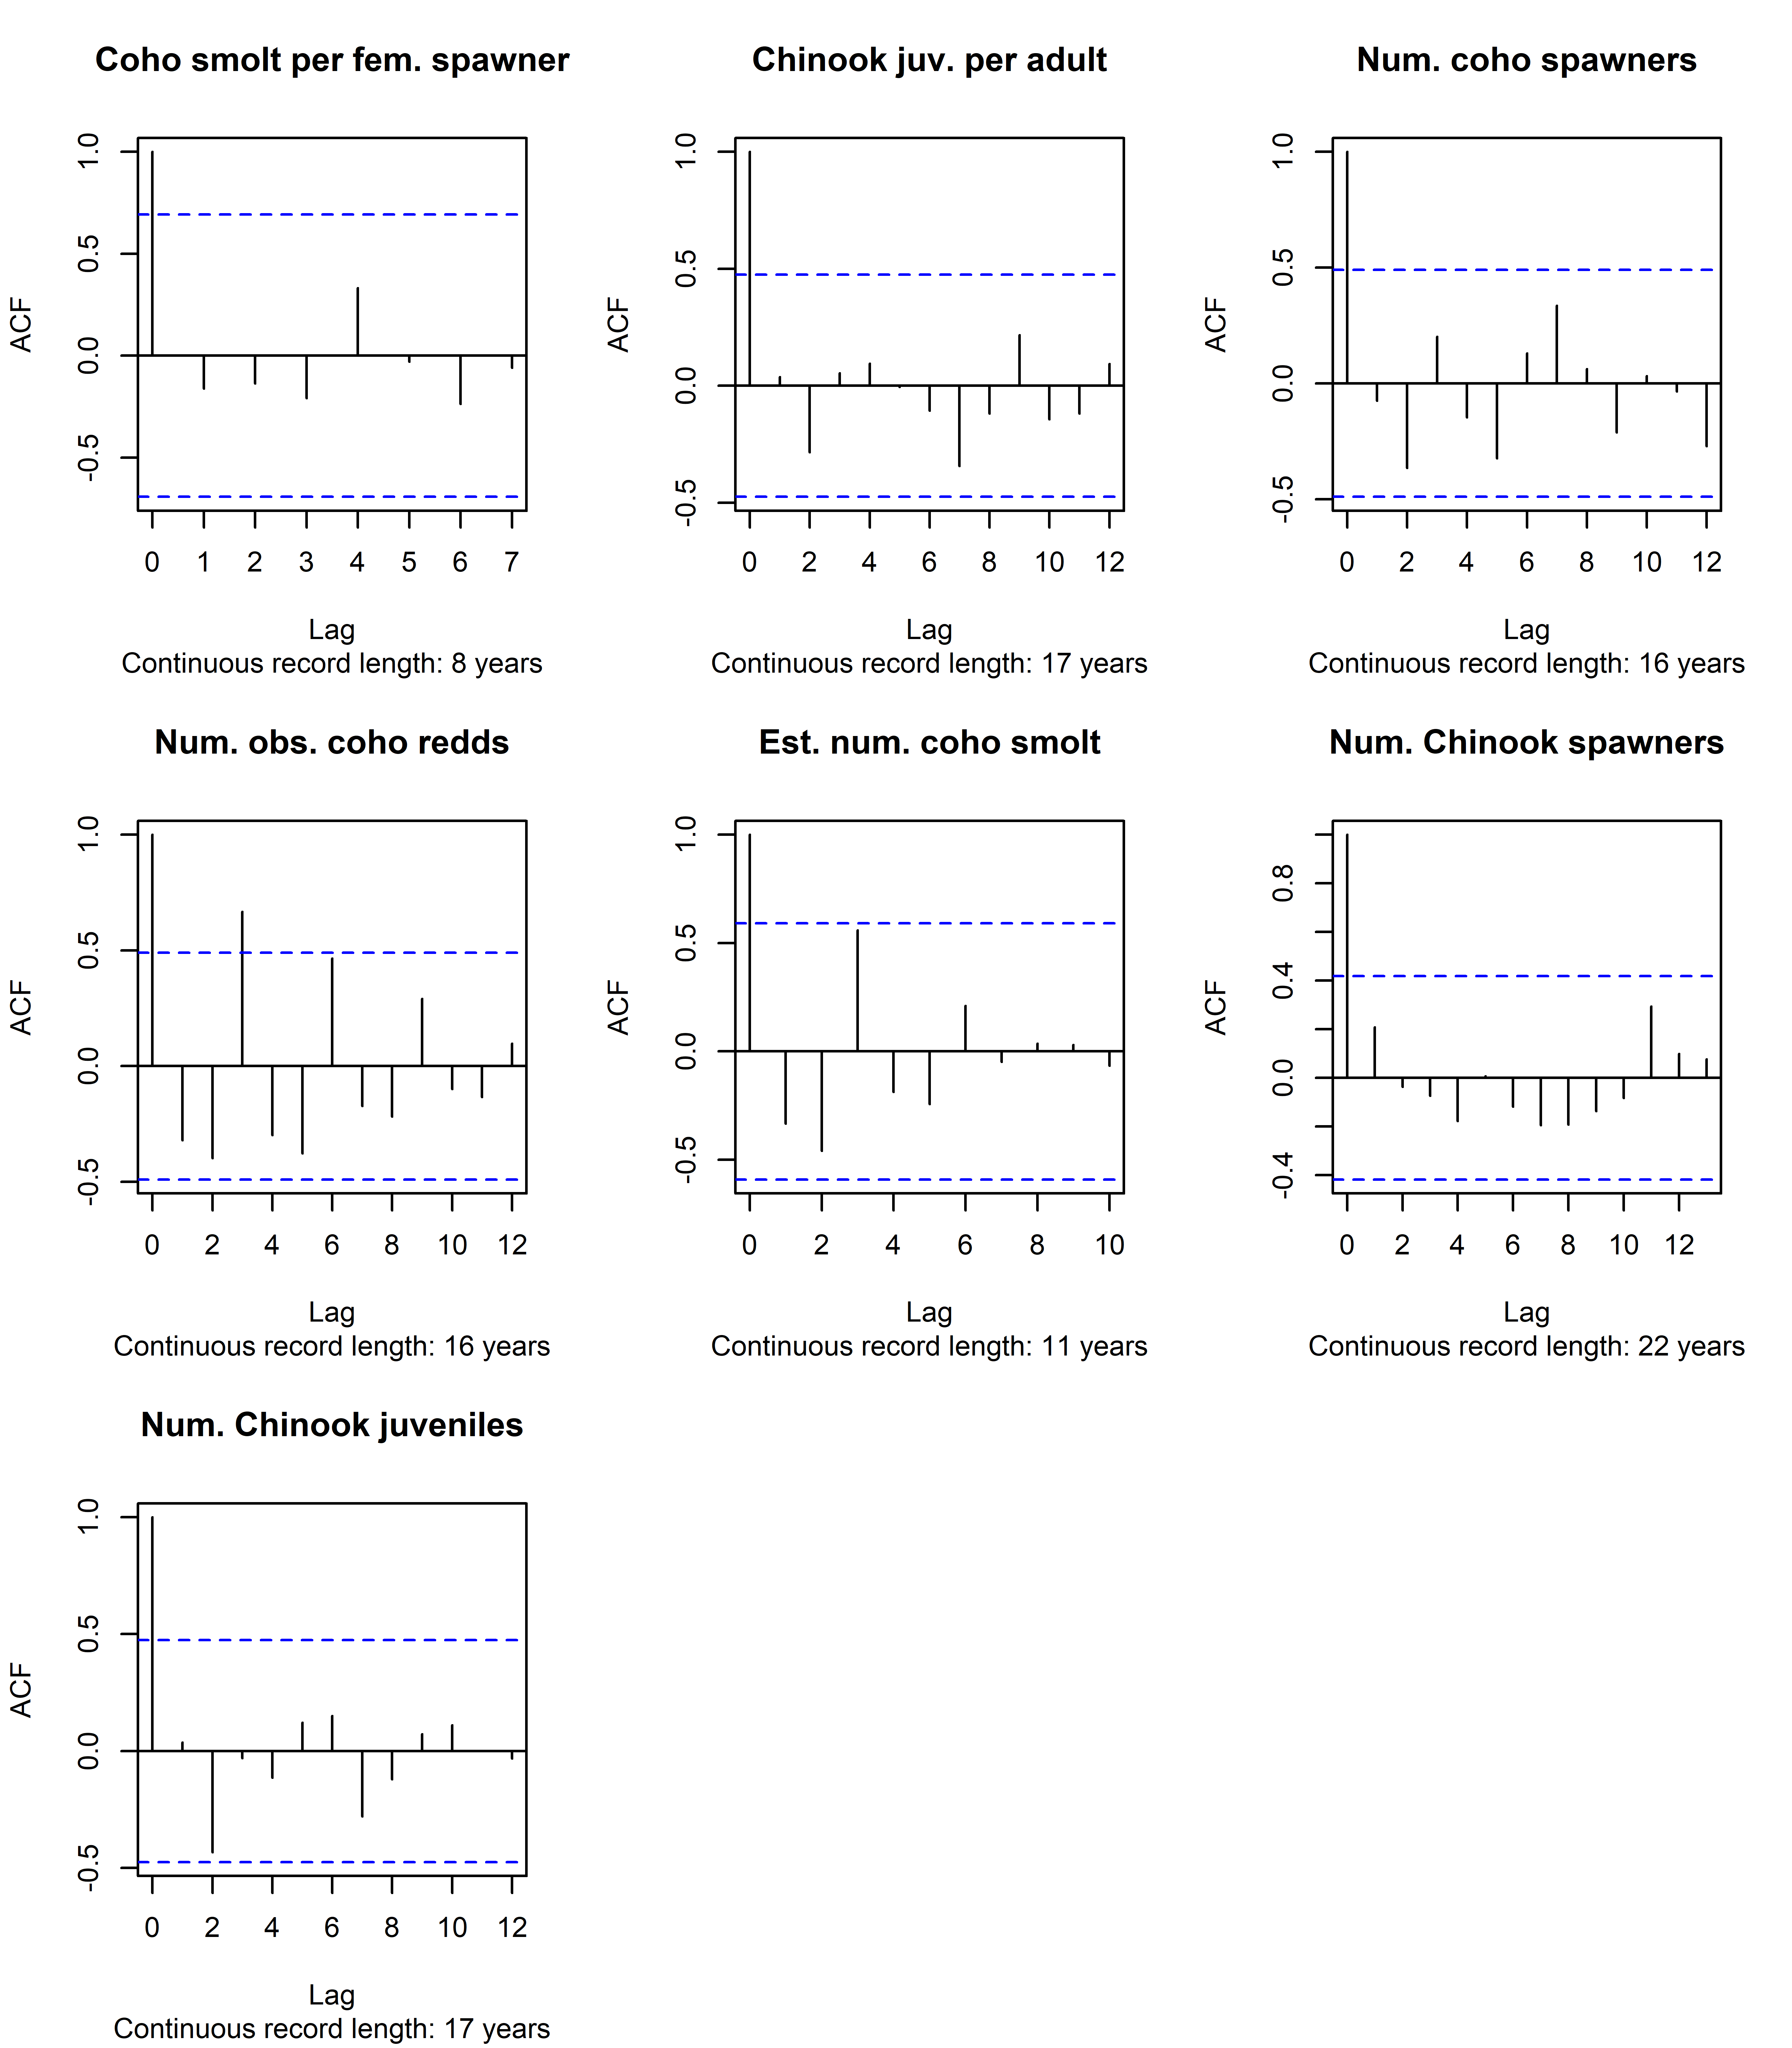 Coho smolt per fem. spawner
ACF
1.0
0.5
0.0
-0.5
0 1 2 3 4 5 6 7
Lag
Continuous record length: 8 years
Chinook juv. per adult
ACF
1.0
0.5
0.0
-0.5
0 2 4 6 8 10 12
Lag
Continuous record length: 17 years
Num. coho spawners
ACF
1.0
0.5
0.0
-0.5
0 2 4 6 8 10 12
Lag
Continuous record length: 16 years
Num. obs. coho redds
ACF
1.0
0.5
0.0
-0.5
0 2 4 6 8 10 12
Lag
Continuous record length: 16 years
Est. num. coho smolt
ACF
1.0
0.5
0.0
-0.5
0 2 4 6 8 10
Lag
Continuous record length: 11 years
Num. Chinook spawners
ACF
0.8
0.4
0.0
-0.4
0 2 4 6 8 10 12
Lag
Continuous record length: 22 years
Num. Chinook juveniles
ACF
1.0
0.5
0.0
-0.5
0 2 4 6 8 10 12
Lag
Continuous record length: 17 years